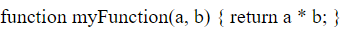 function myFunction(a, b) { return a * b; }